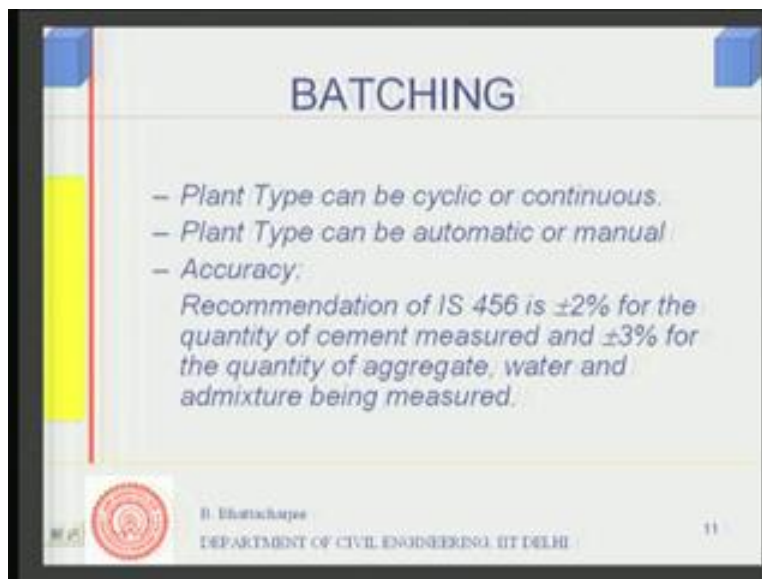 BATCHING
– Plant Type can be cyclic or continuous.
– Plant Type can be automatic or manual
– Accuracy:
Recommendation of IS 456 is ±2% for the
quantity of cement measured and ±3% for
the quantity of aggregate, water and
admixture being measured.
B. Bhattacharjee
DEPARTMENT OF CIVIL ENGINEERING, IIT DELHI
11